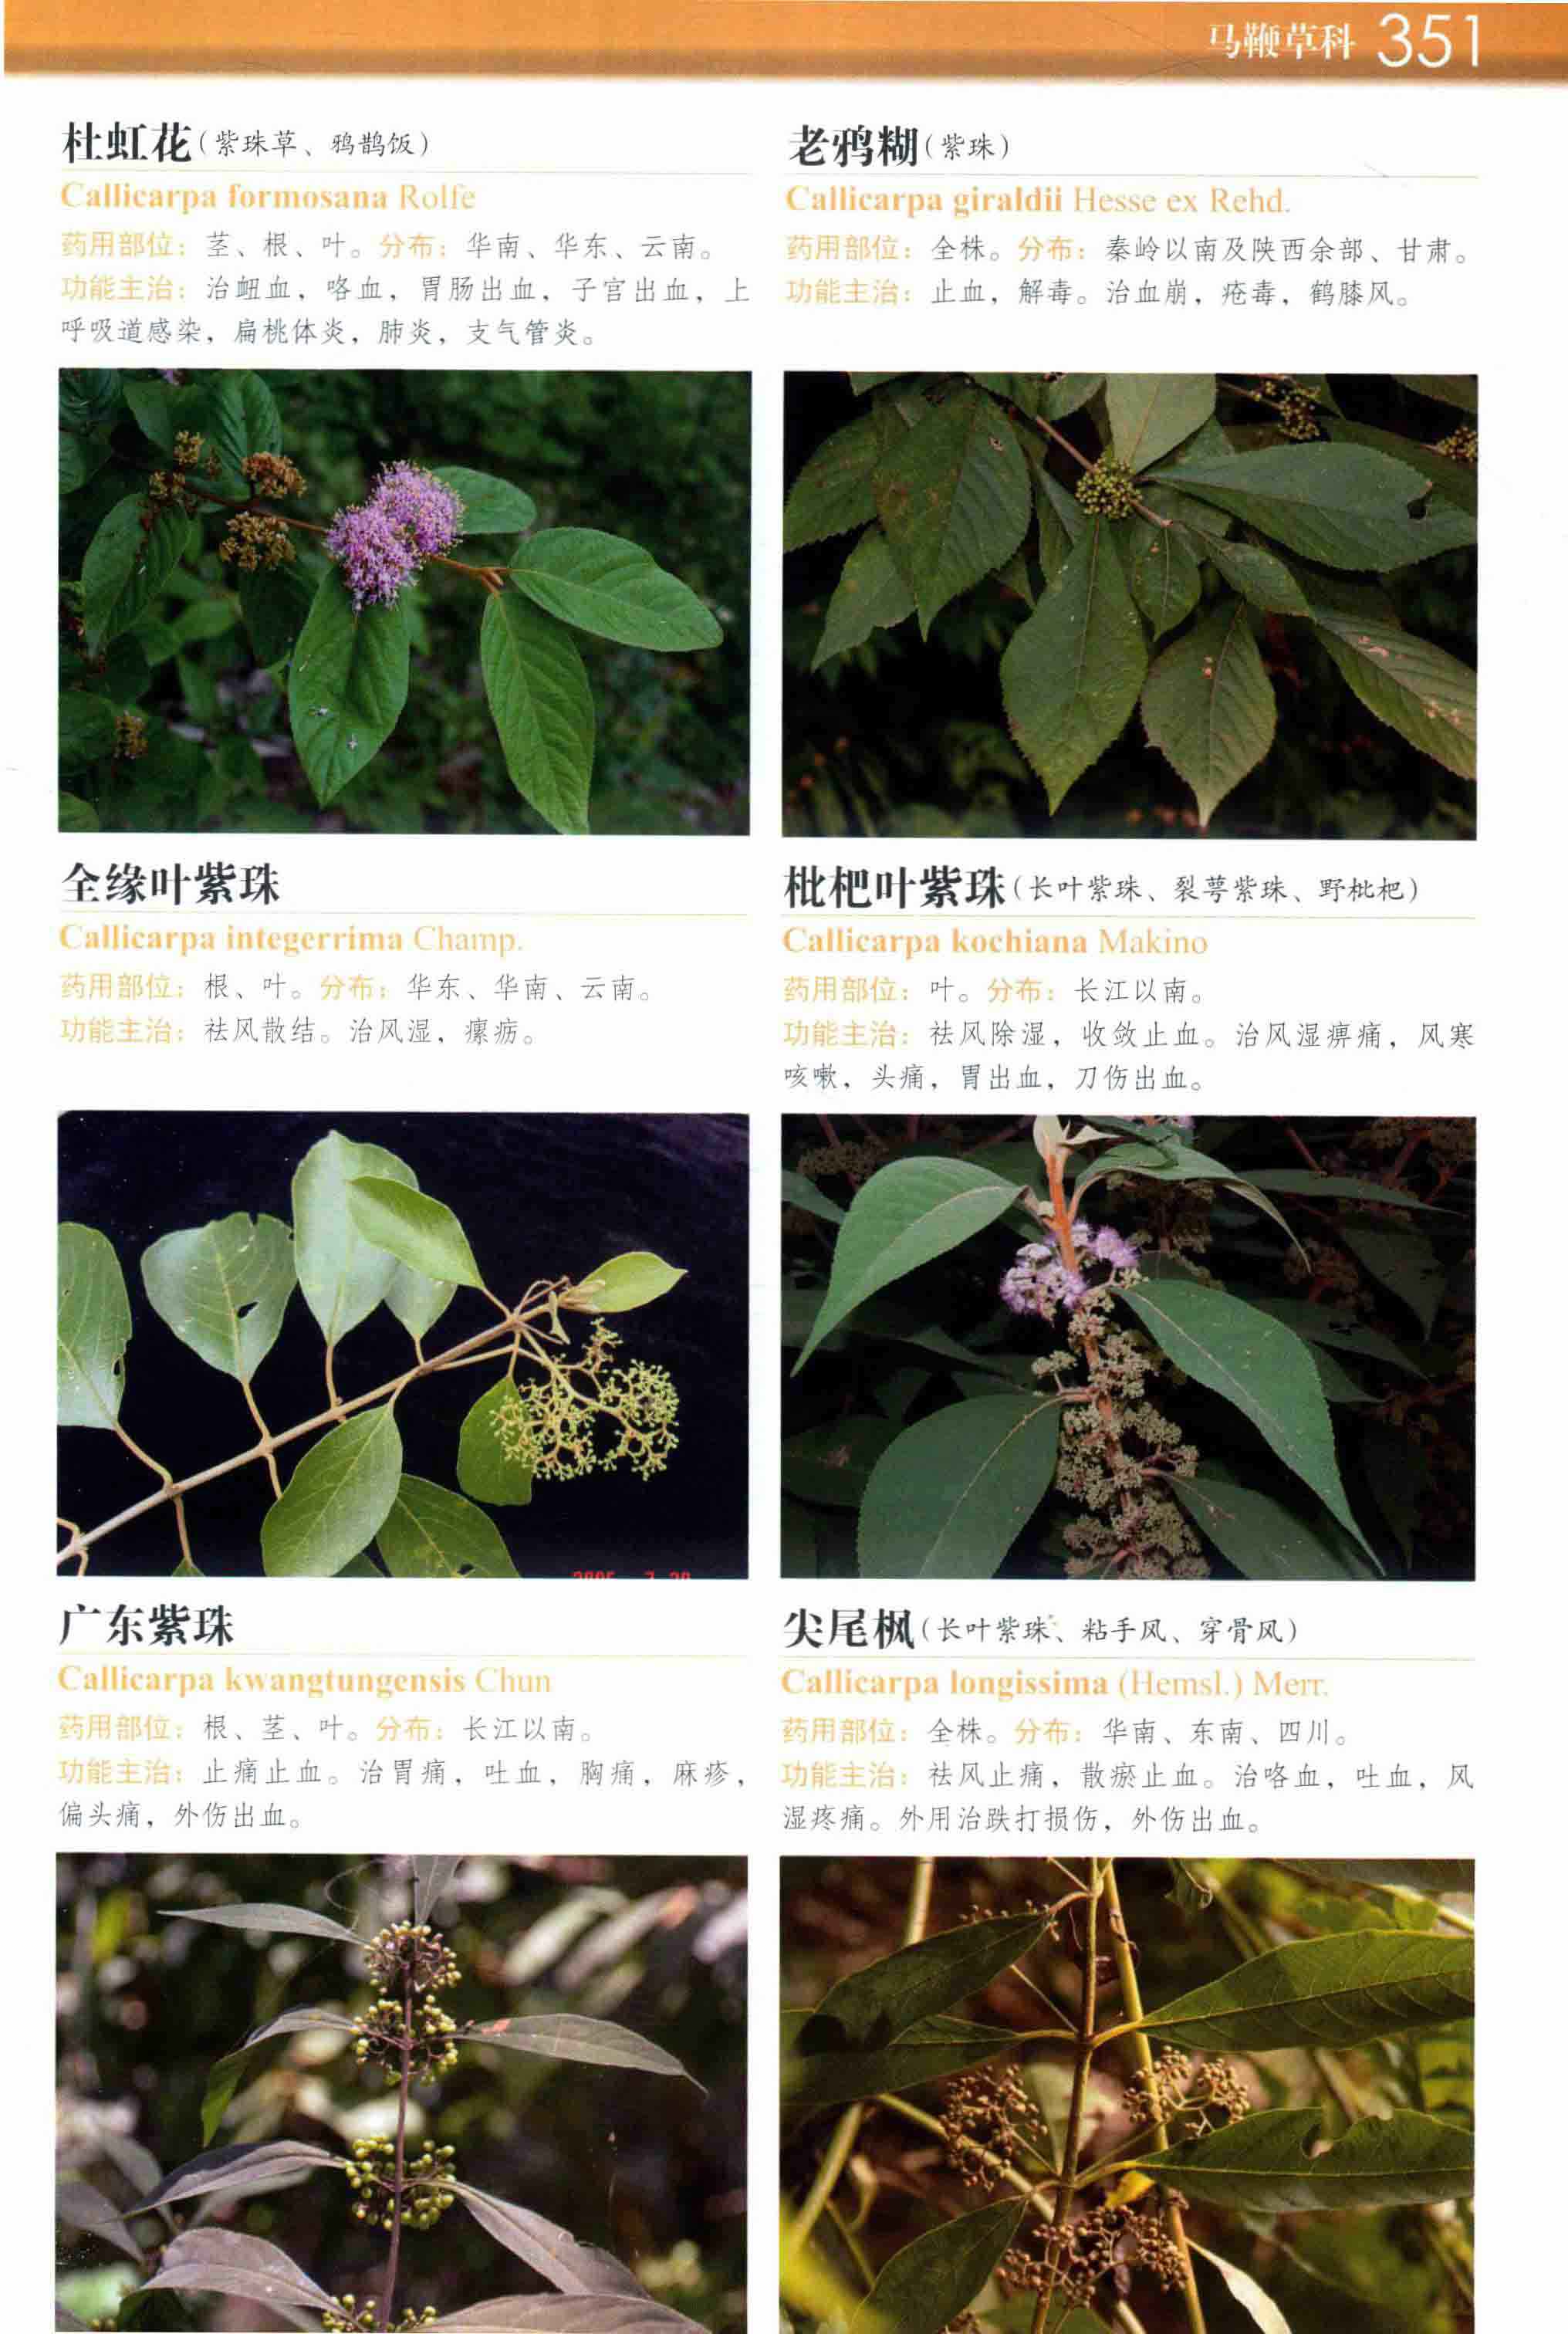 马鞭草科 351
杜虹花(紫珠草、鸦鹊饭)
Callicarpa formosana Rolfe
药用部位：茎、根、叶。分布：华南、华东、云南。
功能主治：治衄血，咯血，胃肠出血，子宫出血，上
呼吸道感染，扁桃体炎，肺炎，支气管炎。
老鸦糊(紫珠)
Callicarpa giraldii Hesse ex Rehd.
药用部位：全株。分布：秦岭以南及陕西余部、甘肃。
功能主治：止血，解毒。治血崩，疮毒，鹤膝风。
全缘叶紫珠
Callicarpa integerrima Champ.
药用部位：根、叶。分布：华东、华南、云南。
功能主治：祛风散结。治风湿，瘰疬。
枇杷叶紫珠(长叶紫珠、裂萼紫珠、野枇杷)
Callicarpa kochiana Makino
药用部位：叶。分布：长江以南。
功能主治：祛风除湿，收敛止血。治风湿痹痛，风寒
咳嗽，头痛，胃出血，刀伤出血。
广东紫珠
Callicarpa kwangtungensis Chun
药用部位：根、茎、叶。分布：长江以南。
功能主治：止痛止血。治胃痛，吐血，胸痛，麻疹，
偏头痛，外伤出血。
尖尾枫(长叶紫珠、粘手风、穿骨风)
Callicarpa longissima (Hemsl.) Merr.
药用部位：全株。分布：华南、东南、四川。
功能主治：祛风止痛，散瘀止血。治咯血，吐血，风
湿疼痛。外用治跌打损伤，外伤出血。